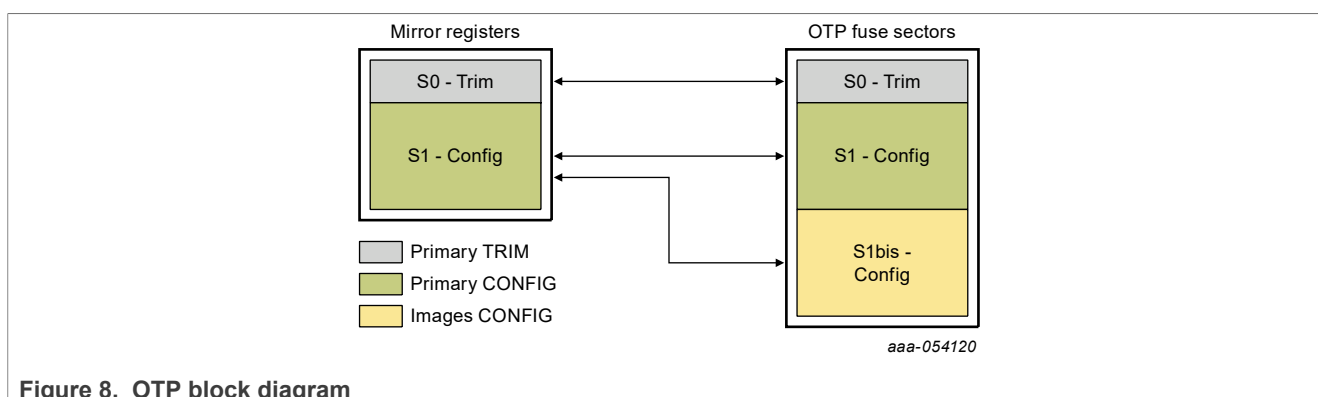 Mirror registers
OTP fuse sectors
S0 - Trim
S0 - Trim
S1 - Config
S1 - Config
S1bis -
Config
Primary TRIM
Primary CONFIG
Images CONFIG
aaa-054120
Figure 8. OTP block diagram